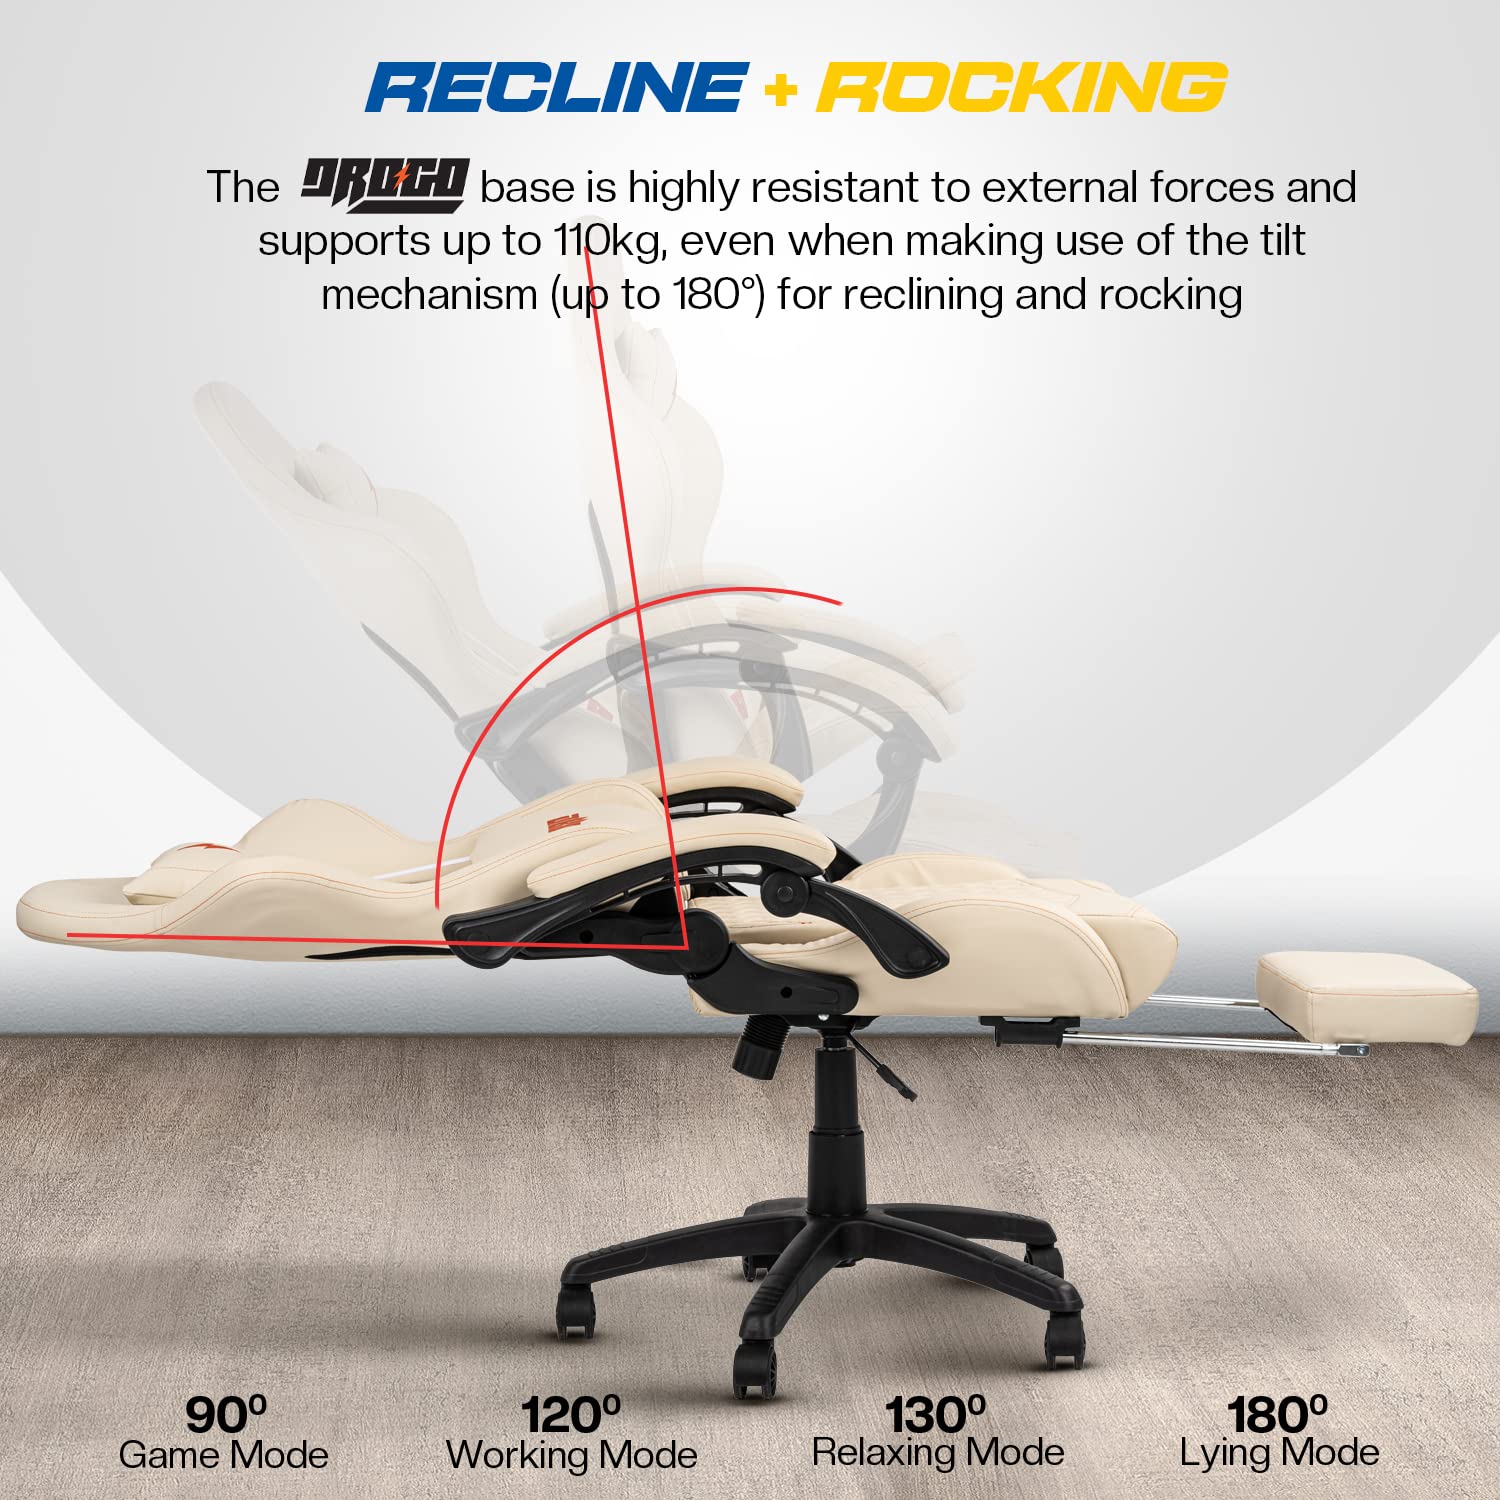 RECLINE + ROCKING
The DROGO base is highly resistant to external forces and
supports up to 110kg, even when making use of the tilt
mechanism (up to 180°) for reclining and rocking
90⁰
Game Mode
120⁰
Working Mode
130⁰
Relaxing Mode
180⁰
Lying Mode